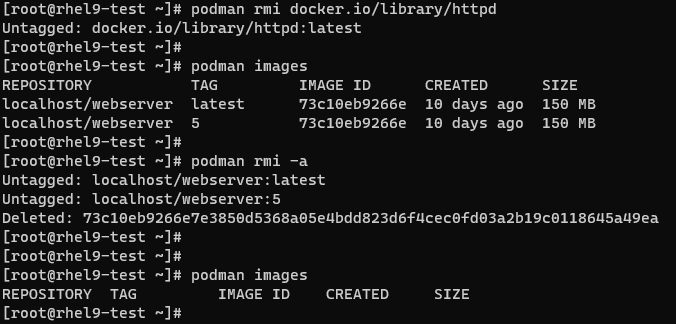 [root@rhel9-test ~]# podman rmi docker.io/library/httpd
Untagged: docker.io/library/httpd:latest
[root@rhel9-test ~]#
[root@rhel9-test ~]# podman images
REPOSITORY           TAG         IMAGE ID      CREATED      SIZE
localhost/webserver  latest      73c10eb9266e  10 days ago  150 MB
localhost/webserver  5           73c10eb9266e  10 days ago  150 MB
[root@rhel9-test ~]#
[root@rhel9-test ~]# podman rmi -a
Untagged: localhost/webserver:latest
Untagged: localhost/webserver:5
Deleted: 73c10eb9266e7e3850d5368a05e4bdd823d6f4cec0fd03a2b19c0118645a49ea
[root@rhel9-test ~]#
[root@rhel9-test ~]#
[root@rhel9-test ~]# podman images
REPOSITORY  TAG         IMAGE ID    CREATED     SIZE
[root@rhel9-test ~]#